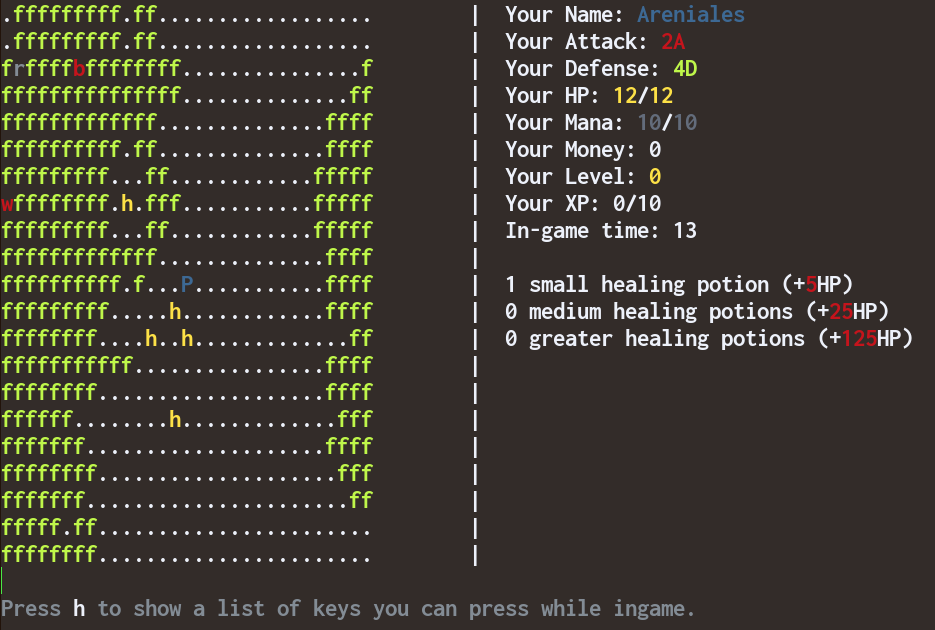 .fffffffff.ff.................. | Your Name: Areniales
.fffffffff.ff.................. | Your Attack: 2A
frffffbffffffff...............f | Your Defense: 4D
fffffffffffffff..............ff | Your HP: 12/12
fffffffffffff..............ffff | Your Mana: 10/10
ffffffffff.ff..............ffff | Your Money: 0
fffffffff...ff............fffff | Your Level: 0
wffffffff.h.fff...........fffff | Your XP: 0/10
fffffffff...ff............fffff | In-game time: 13
fffffffffffff..............ffff |
ffffffffff.f...P...........ffff | 1 small healing potion (+5HP)
fffffffff.....h............ffff | 0 medium healing potions (+25HP)
ffffffff....h..h.............ff | 0 greater healing potions (+125HP)
fffffffffff................ffff |
ffffffff...................ffff |
ffffff........h.............fff |
fffffff....................ffff |
ffffffff....................fff |
fffffff......................ff |
fffff.ff....................... |
ffffffff....................... |
Press h to show a list of keys you can press while ingame.